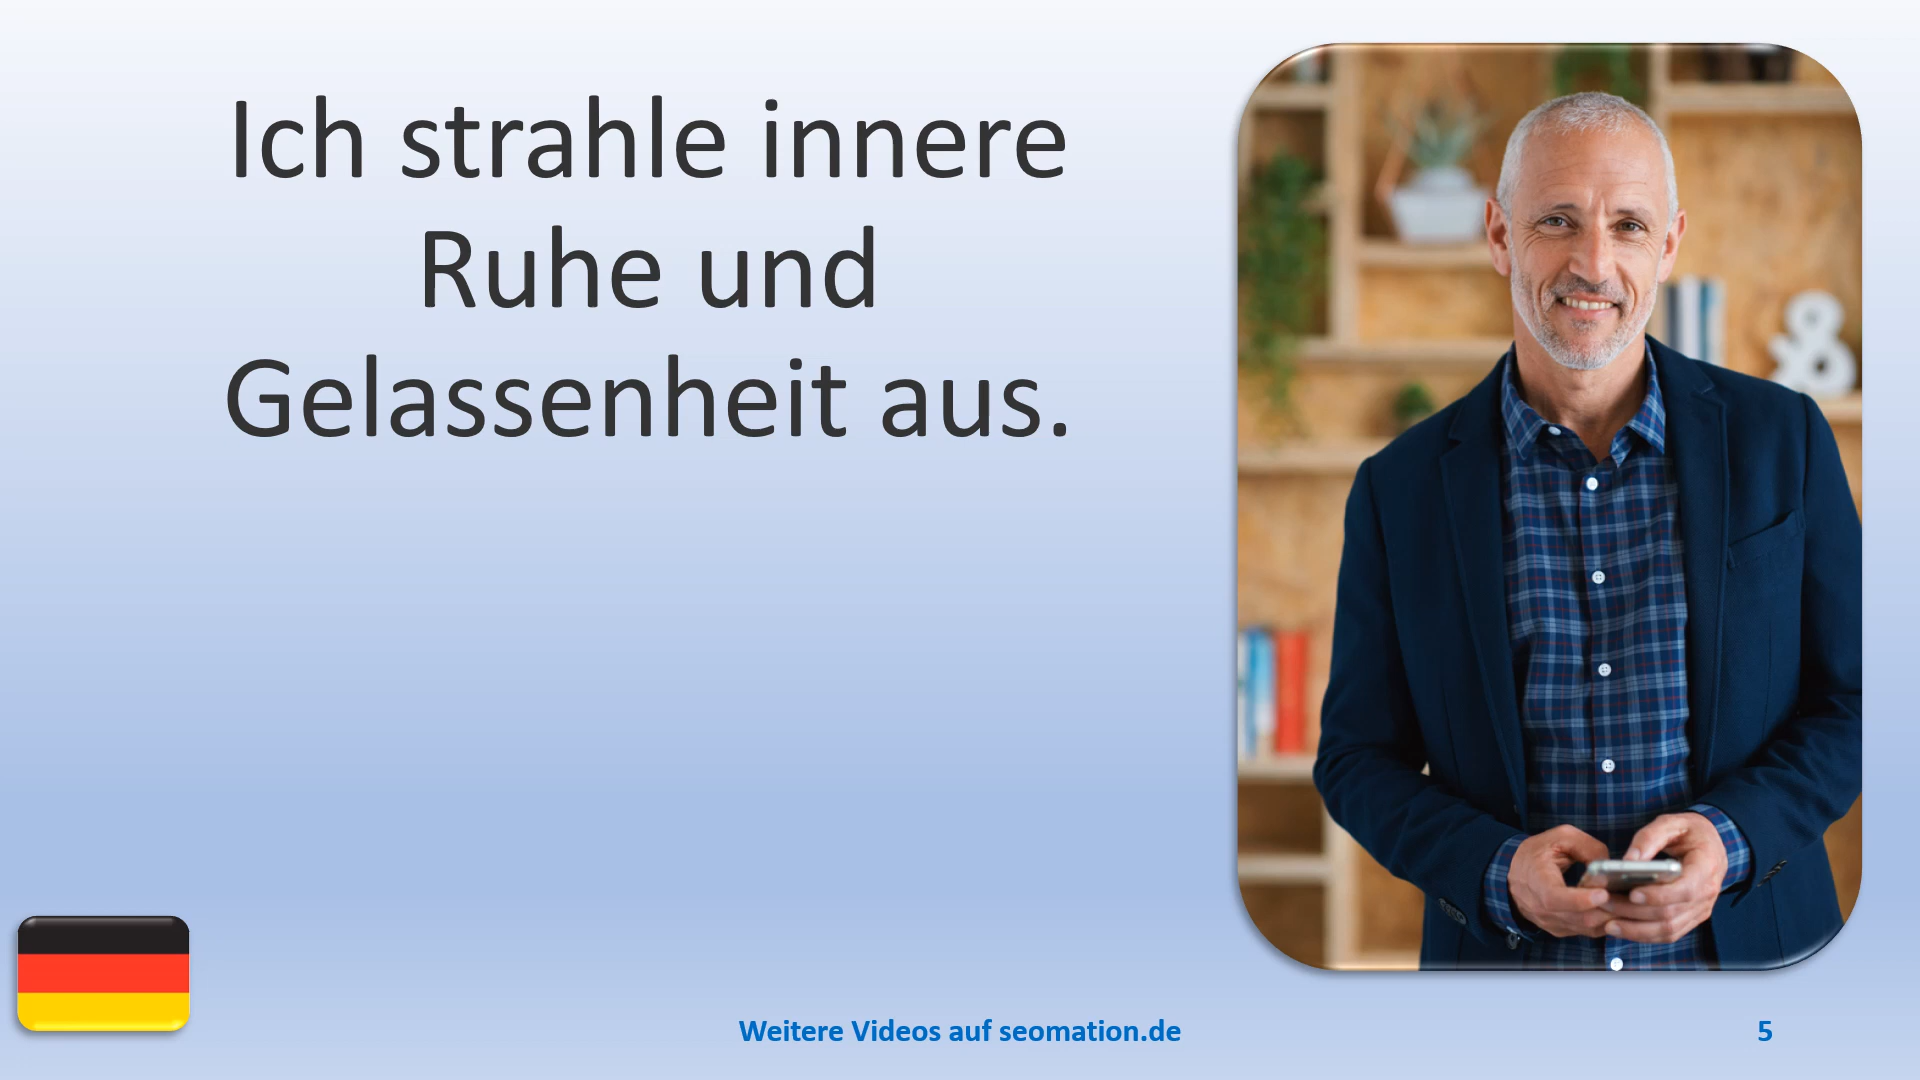 Ich strahle innere
Ruhe und
Gelassenheit aus.
&
Weitere Videos auf seomation.de
5